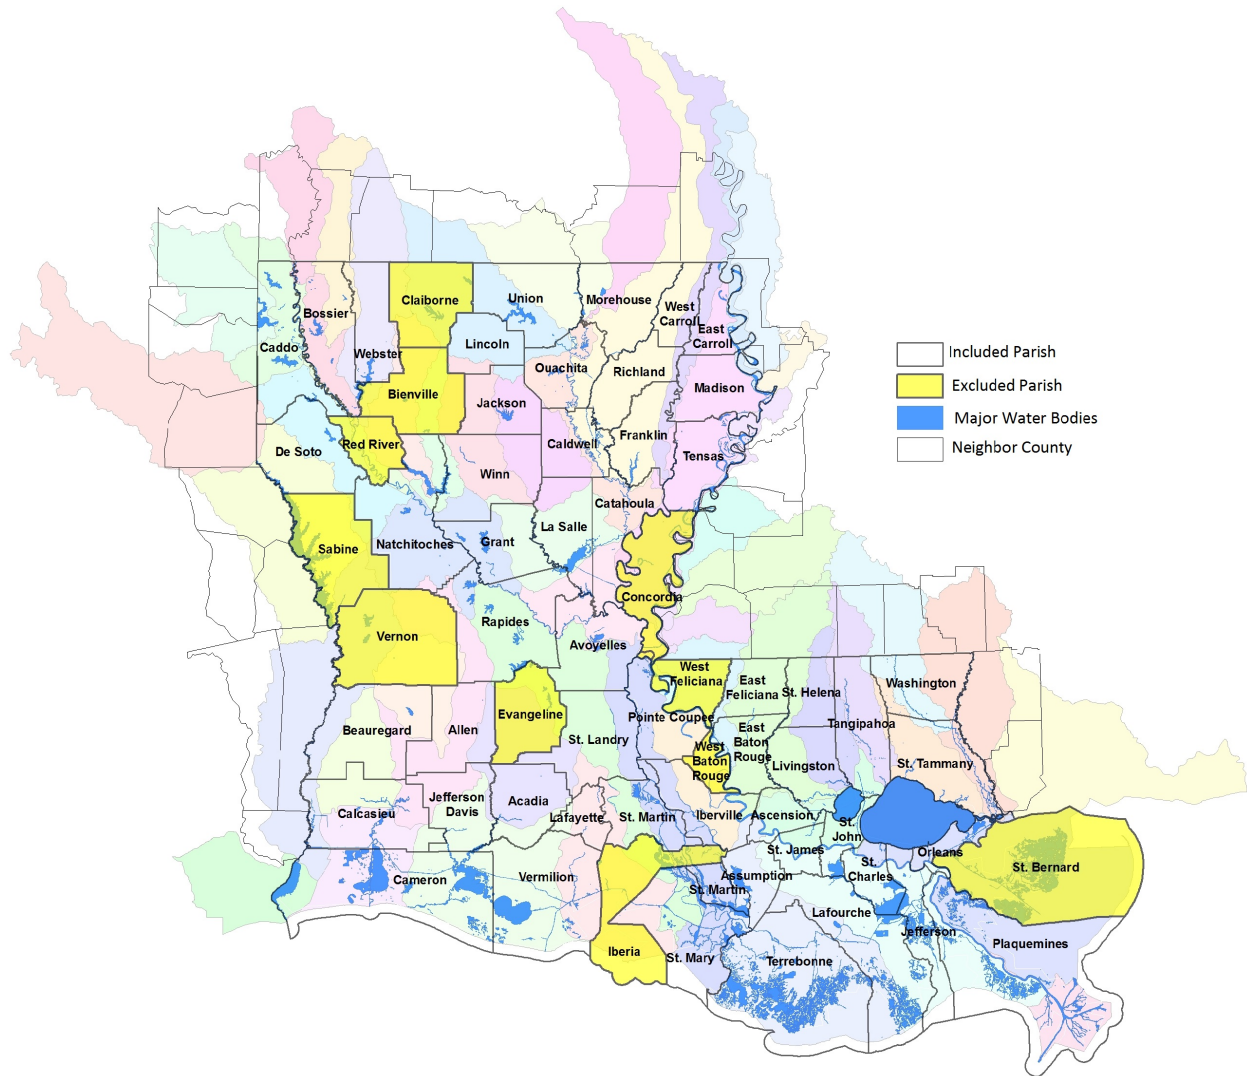 Claiborne
Union
Morehouse
West
Carroll
East
Carroll
Bossier
Caddo
Webster
Lincoln
Ouachita
Richland
Madison
Bienville
Jackson
Red River
De Soto
Caldwell
Franklin
Tensas
Winn
Catahoula
Sabine
Natchitoches
Grant
La Salle
Concordia
Vernon
Rapides
Avoyelles
West
Feliciana
East
Feliciana
St. Helena
Washington
Beauregard
Allen
Evangeline
St. Landry
Pointe Coupee
West
Baton
Rouge
East
Baton
Rouge
Tangipahoa
Livingston
St. Tammany
Calcasieu
Jefferson
Davis
Acadia
Lafayette
St. Martin
Iberville
Ascension
St.
John
Orleans
St. Bernard
Cameron
Vermilion
St. James
Assumption
St. Martin
St.
Charles
Lafourche
Jefferson
Plaquemines
Iberia
St. Mary
Terrebonne
Included Parish
Excluded Parish
Major Water Bodies
Neighbor County